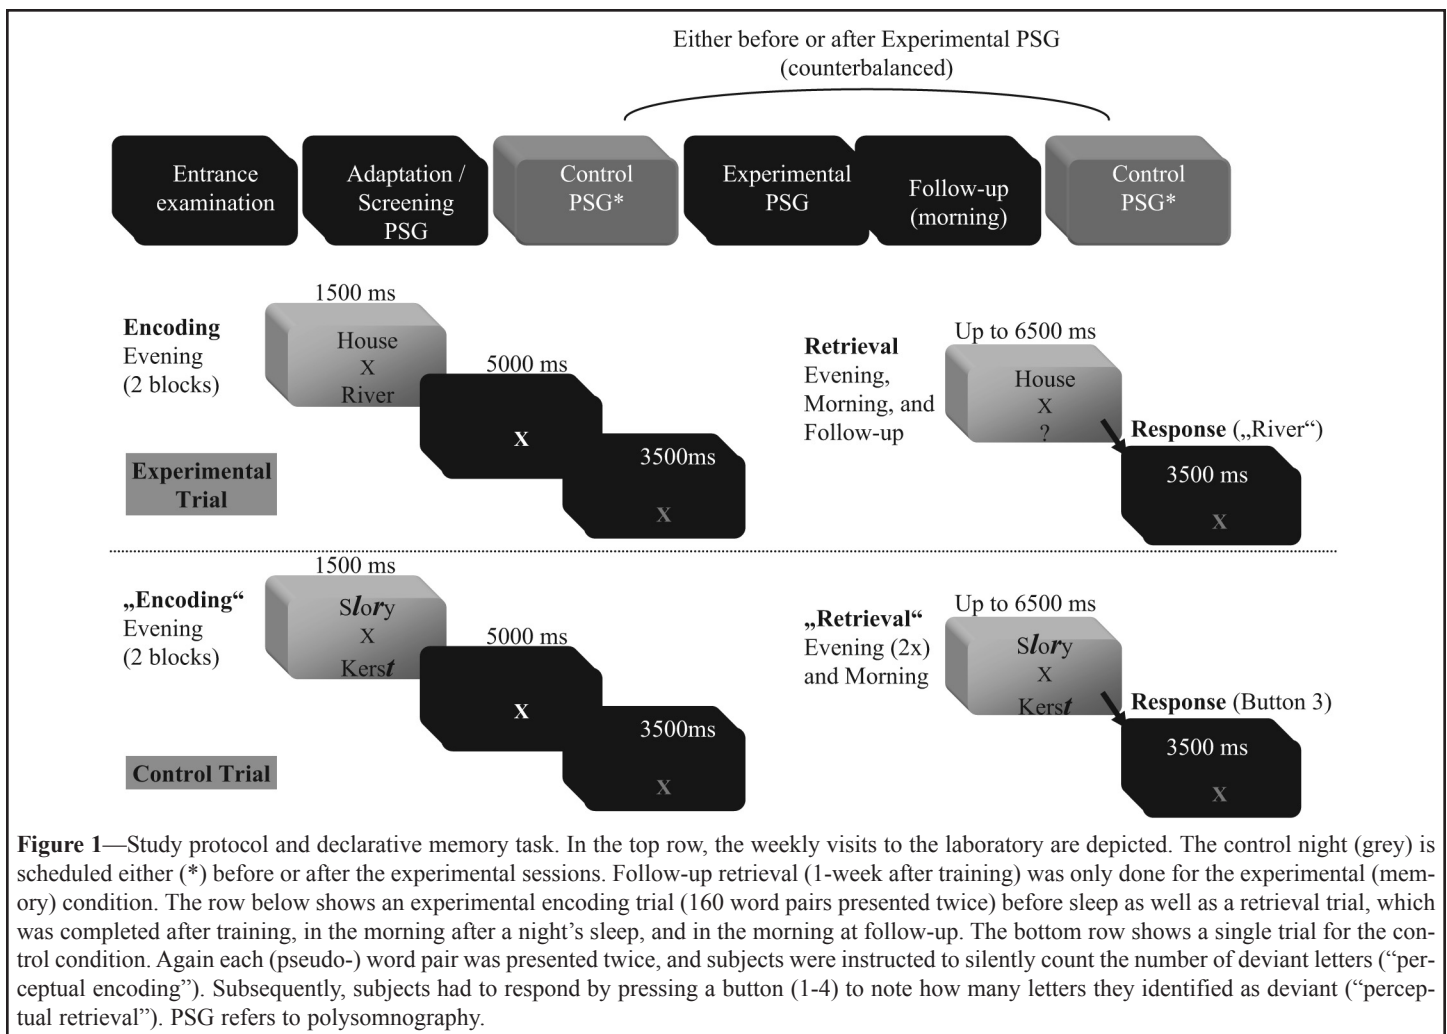 Either before or after Experimental PSG
(counterbalanced)
Entrance
examination
Adaptation /
Screening
PSG
Control
PSG*
Experimental
PSG
Follow-up
(morning)
Control
PSG*
Encoding
Evening
(2 blocks)
1500 ms
House
X
River
5000 ms
X
3500ms
X
Experimental
Trial
Retrieval
Evening,
Morning, and
Follow-up
Up to 6500 ms
House
X
?
Response („River“)
3500 ms
X
„Encoding“
Evening
(2 blocks)
1500 ms
Slory
X
Kerst
5000 ms
X
3500ms
X
Control Trial
„Retrieval“
Evening (2x)
and Morning
Up to 6500 ms
Slory
X
Kerst
Response (Button 3)
3500 ms
X
Figure 1—Study protocol and declarative memory task. In the top row, the weekly visits to the laboratory are depicted. The control night (grey) is
scheduled either (*) before or after the experimental sessions. Follow-up retrieval (1-week after training) was only done for the experimental (mem-
ory) condition. The row below shows an experimental encoding trial (160 word pairs presented twice) before sleep as well as a retrieval trial, which
was completed after training, in the morning after a night’s sleep, and in the morning at follow-up. The bottom row shows a single trial for the con-
trol condition. Again each (pseudo-) word pair was presented twice, and subjects were instructed to silently count the number of deviant letters (“per-
ceptual encoding”). Subsequently, subjects had to respond by pressing a button (1-4) to note how many letters they identified as deviant (“percep-
tual retrieval”). PSG refers to polysomnography.